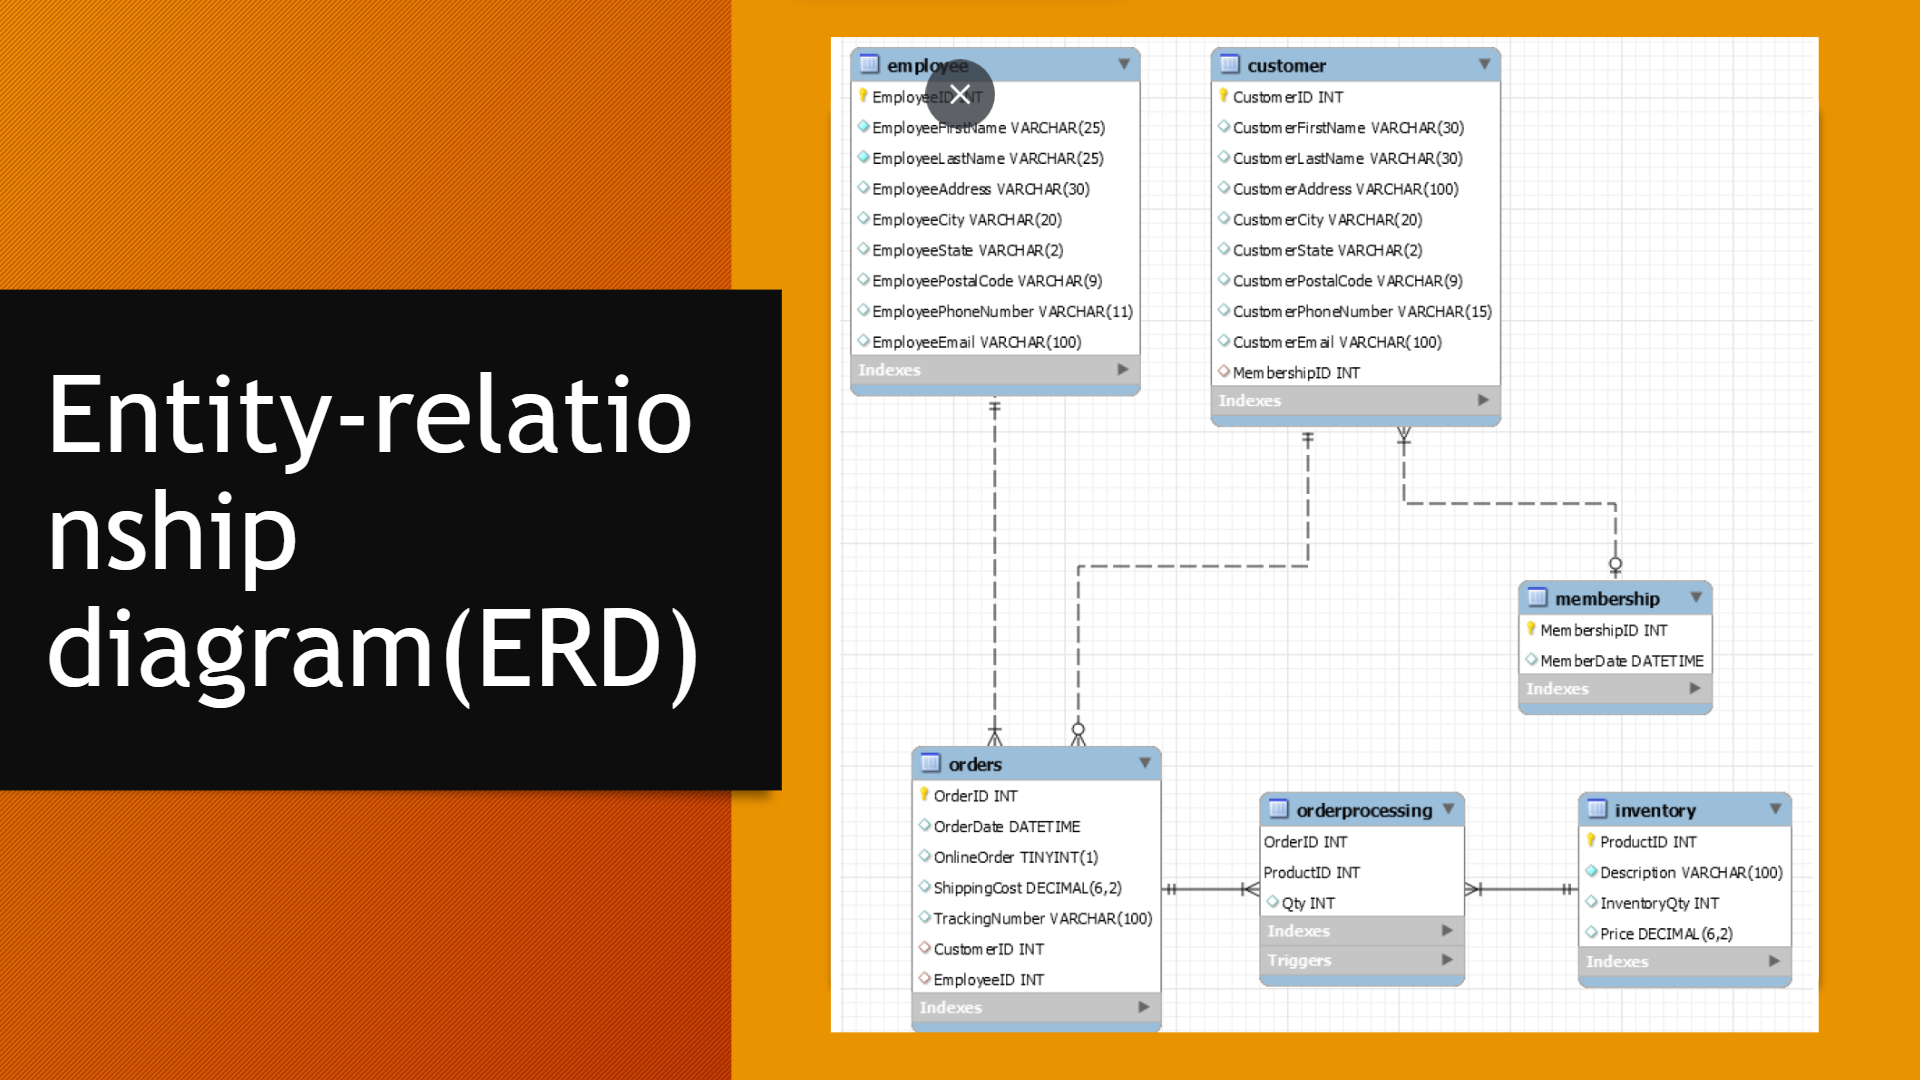 Entity-relatio
nship
diagram(ERD)
employee
EmployeeID INT
EmployeeFirstName VARCHAR(25)
EmployeeLastName VARCHAR(25)
EmployeeAddress VARCHAR(30)
EmployeeCity VARCHAR(20)
EmployeeState VARCHAR(2)
EmployeePostalCode VARCHAR(9)
EmployeePhoneNumber VARCHAR(11)
EmployeeEmail VARCHAR(100)
Indexes
customer
CustomerID INT
CustomerFirstName VARCHAR(30)
CustomerLastName VARCHAR(30)
CustomerAddress VARCHAR(100)
CustomerCity VARCHAR(20)
CustomerState VARCHAR(2)
CustomerPostalCode VARCHAR(9)
CustomerPhoneNumber VARCHAR(15)
CustomerEmail VARCHAR(100)
MembershipID INT
Indexes
membership
MembershipID INT
MemberDate DATETIME
Indexes
orders
OrderID INT
OrderDate DATETIME
OnlineOrder TINYINT(1)
ShippingCost DECIMAL(6,2)
TrackingNumber VARCHAR(100)
CustomerID INT
EmployeeID INT
Indexes
orderprocessing
OrderID INT
ProductID INT
Qty INT
Indexes
Triggers
inventory
ProductID INT
Description VARCHAR(100)
InventoryQty INT
Price DECIMAL(6,2)
Indexes